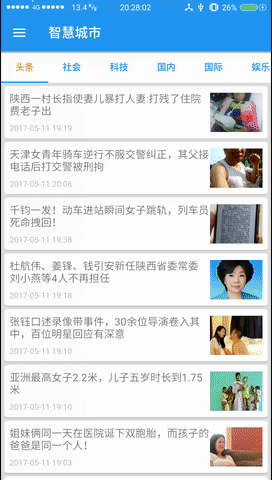 4G 13.4% 20:28:02 26%
智慧城市
头条 社会 科技 国内 国际 娱乐
陕西一村长指使妻儿暴打人妻:打残了住院
费老子出
2017-05-11 19:19
天津女青年骑车逆行不服交警纠正，其父接
电话后打交警被刑拘
2017-05-11 19:39
千钧一发！动车进站瞬间女子跳轨，列车员
死命拽回！
2017-05-11 19:38
杜航伟、姜锋、钱引安新任陕西省委常委
刘小燕等4人不再担任
2017-05-11 19:18
张钰口述录像带事件，30余位导演卷入其
中，百位明星回应有深意
2017-05-11 19:10
亚洲最高女子2.2米，儿子五岁时长到1.75
米
2017-05-11 19:10
姐妹俩同一天在医院诞下双胞胎，而孩子的
爸爸是同一个人！
2017-05-11 19:03